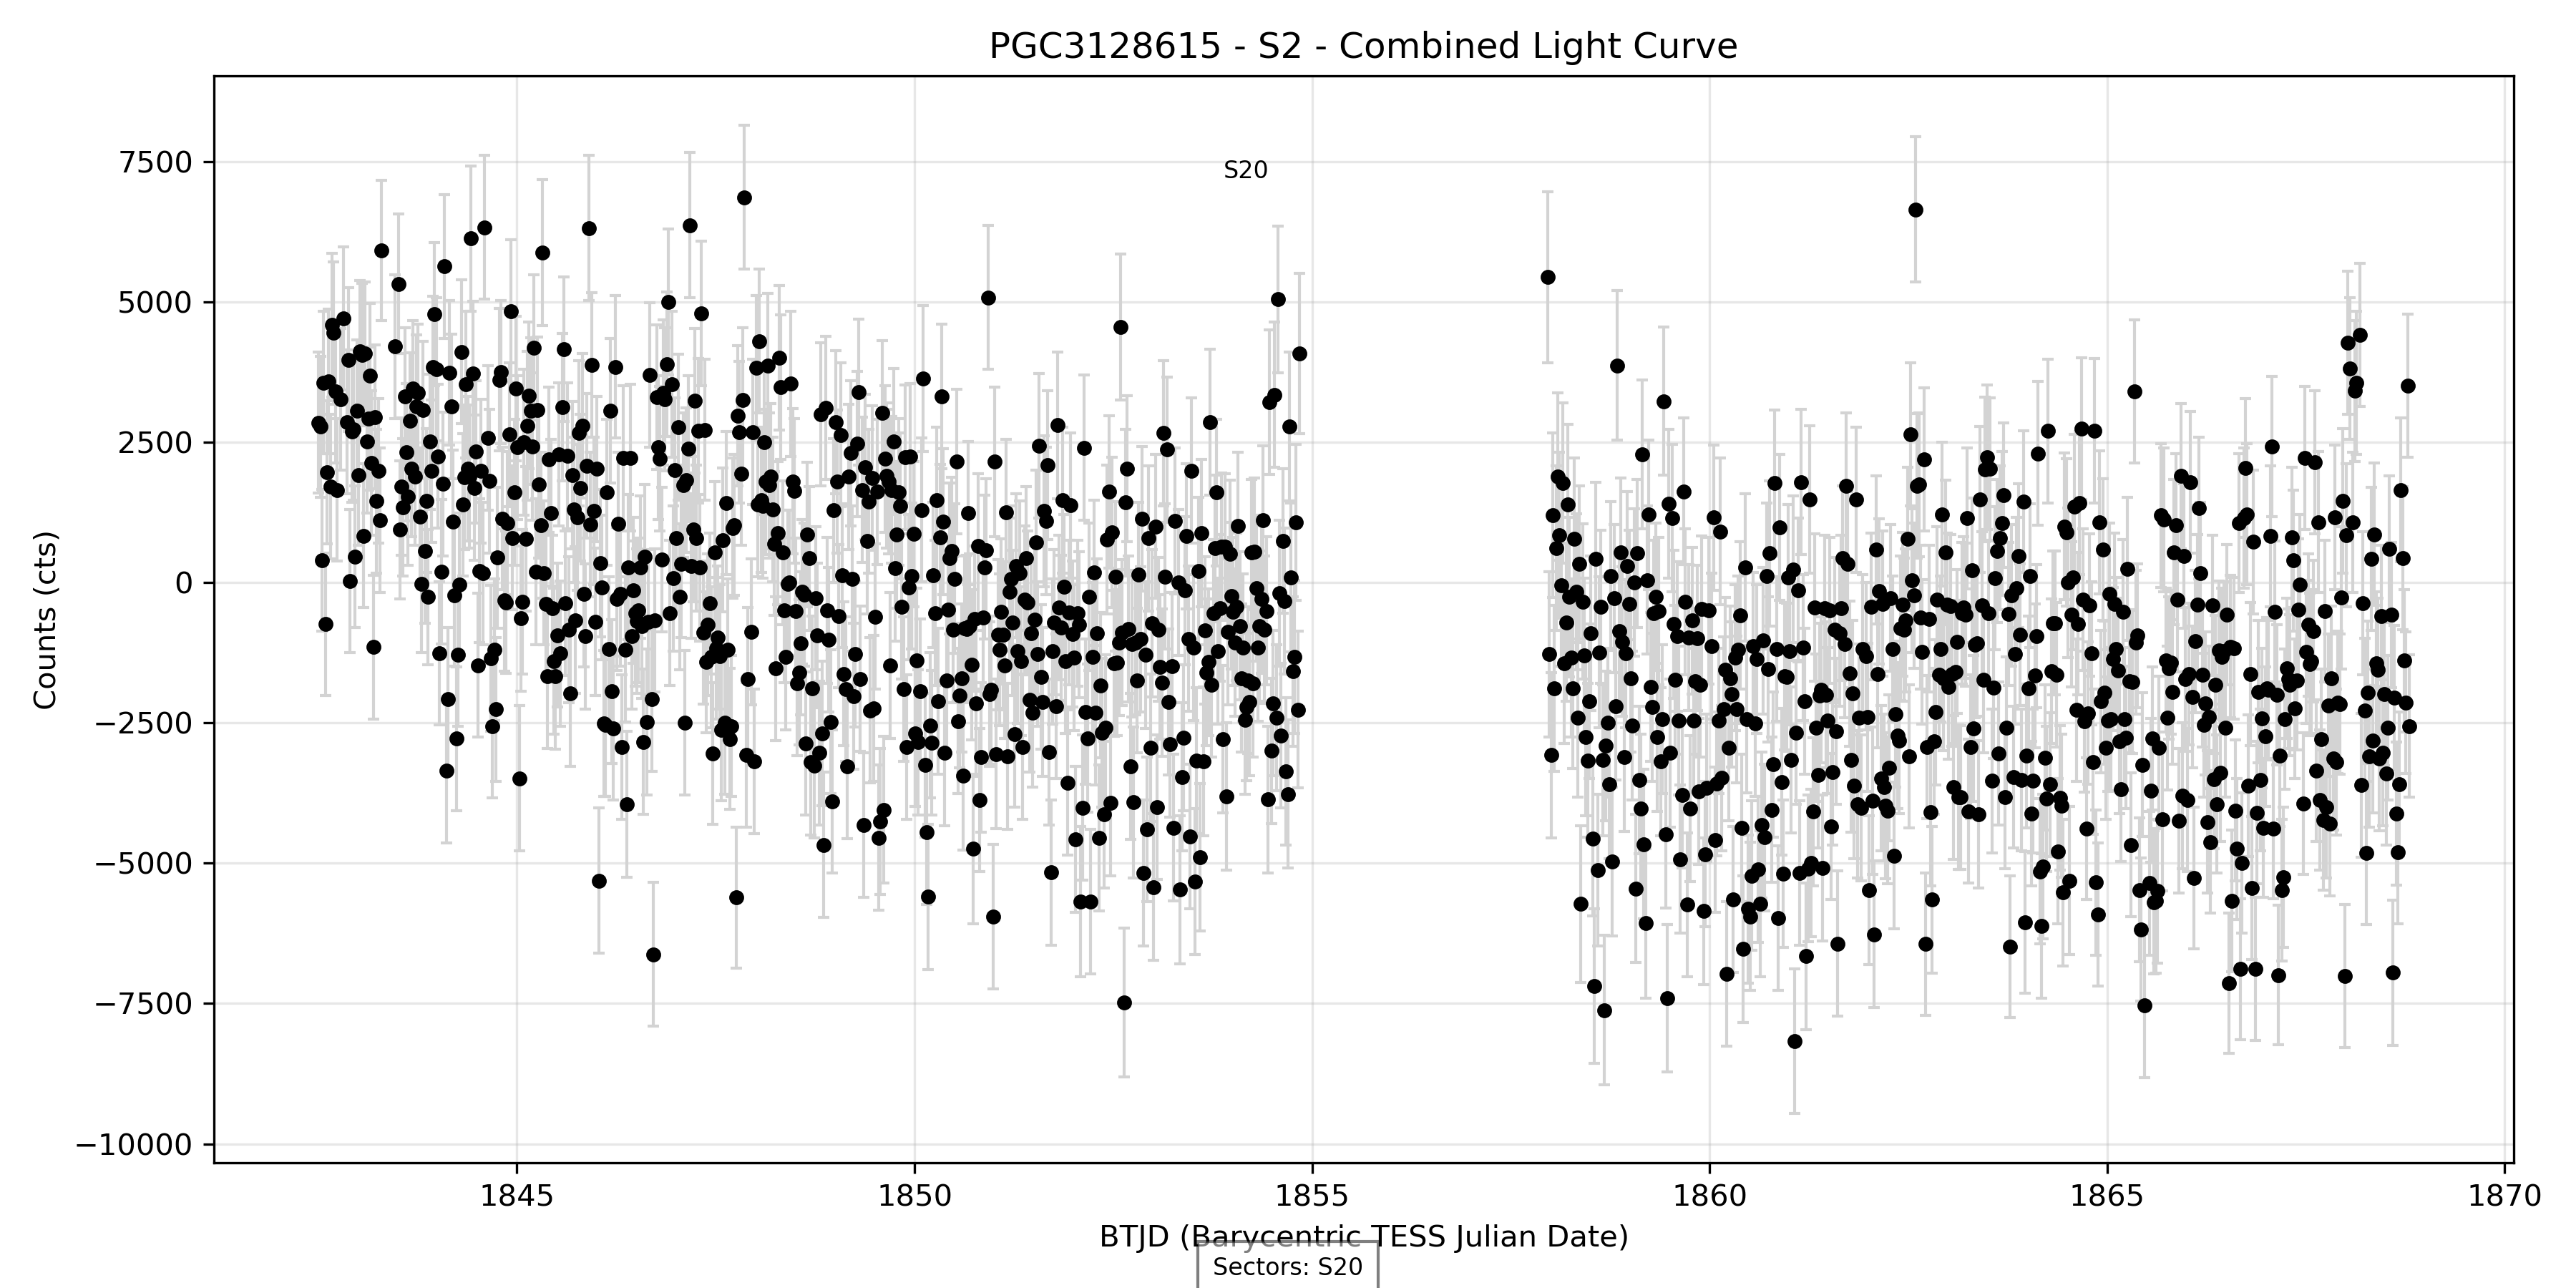 PGC3128615 - S2 - Combined Light Curve
S20
7500
5000
2500
0
−2500
−5000
−7500
−10000
Counts (cts)
1845 1850 1855 1860 1865 1870
BTJD (Barycentric TESS Julian Date)
Sectors: S20